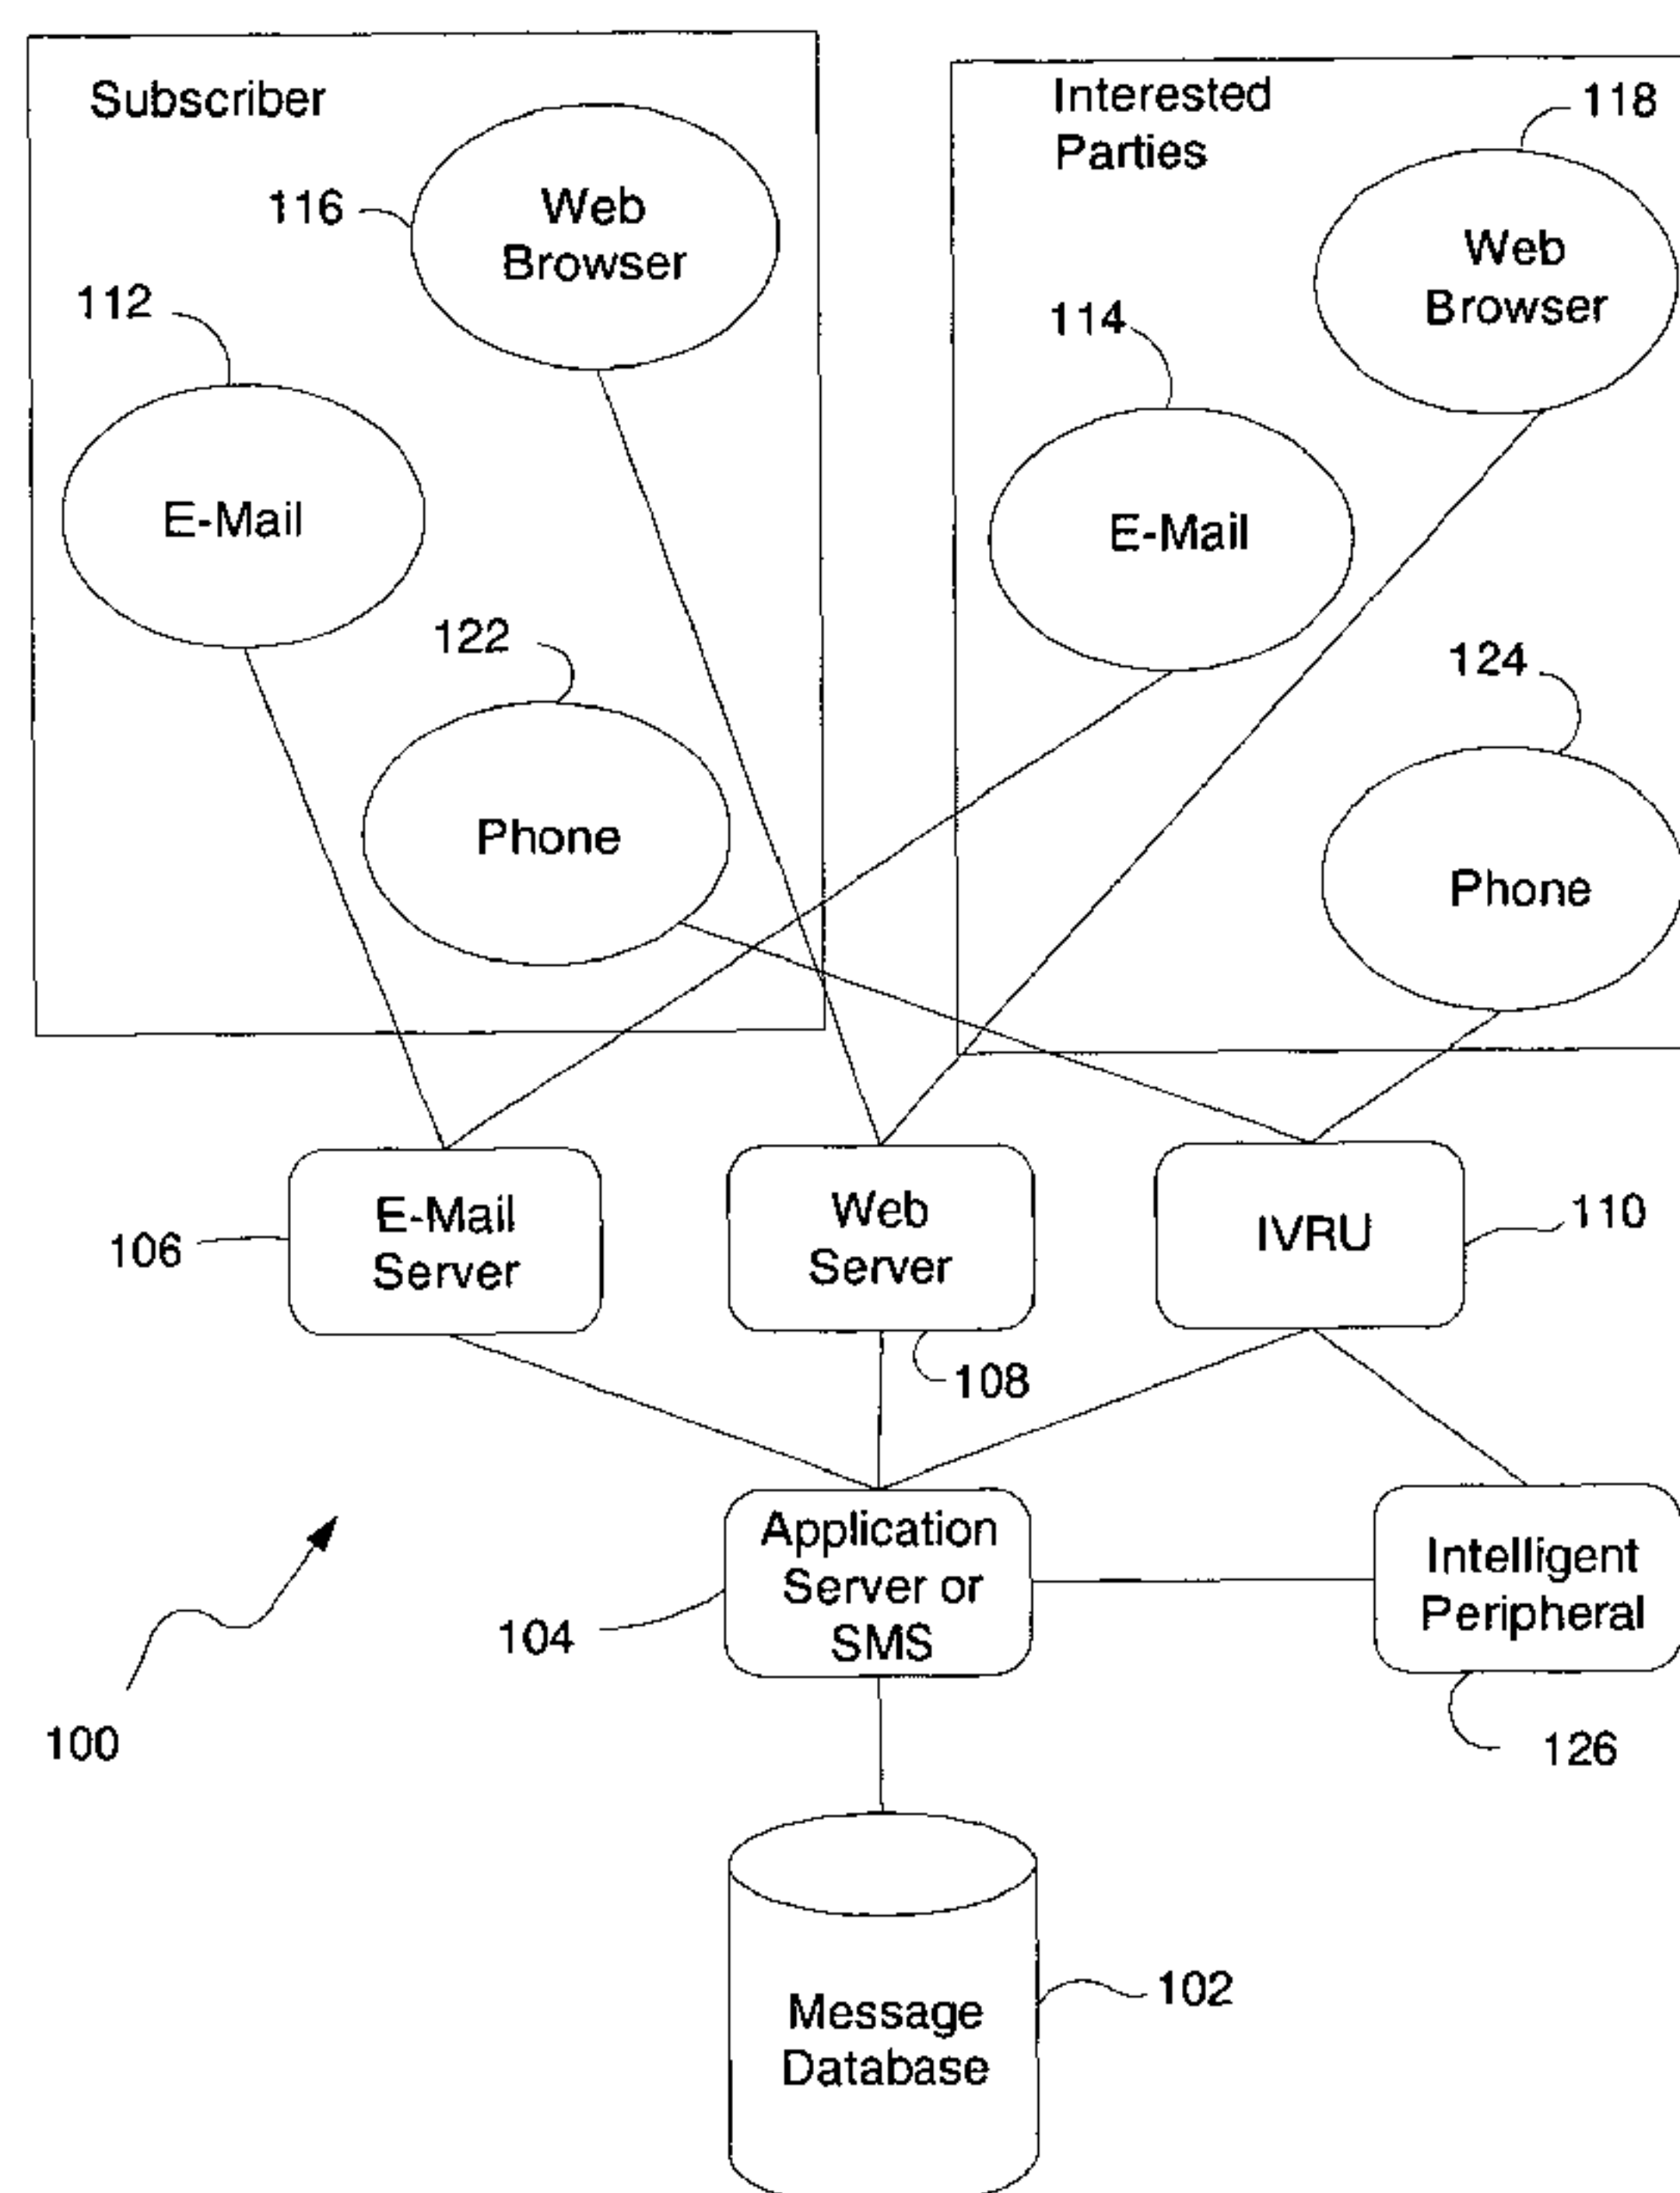 Subscriber
Interested
Parties
118
116
Web
Browser
Web
Browser
112
114
E-Mail
E-Mail
122
124
Phone
Phone
E-Mail
Server
Web
Server
IVRU
110
106
108
Application
Server or
SMS
Intelligent
Peripheral
104
100
126
102
Message
Database